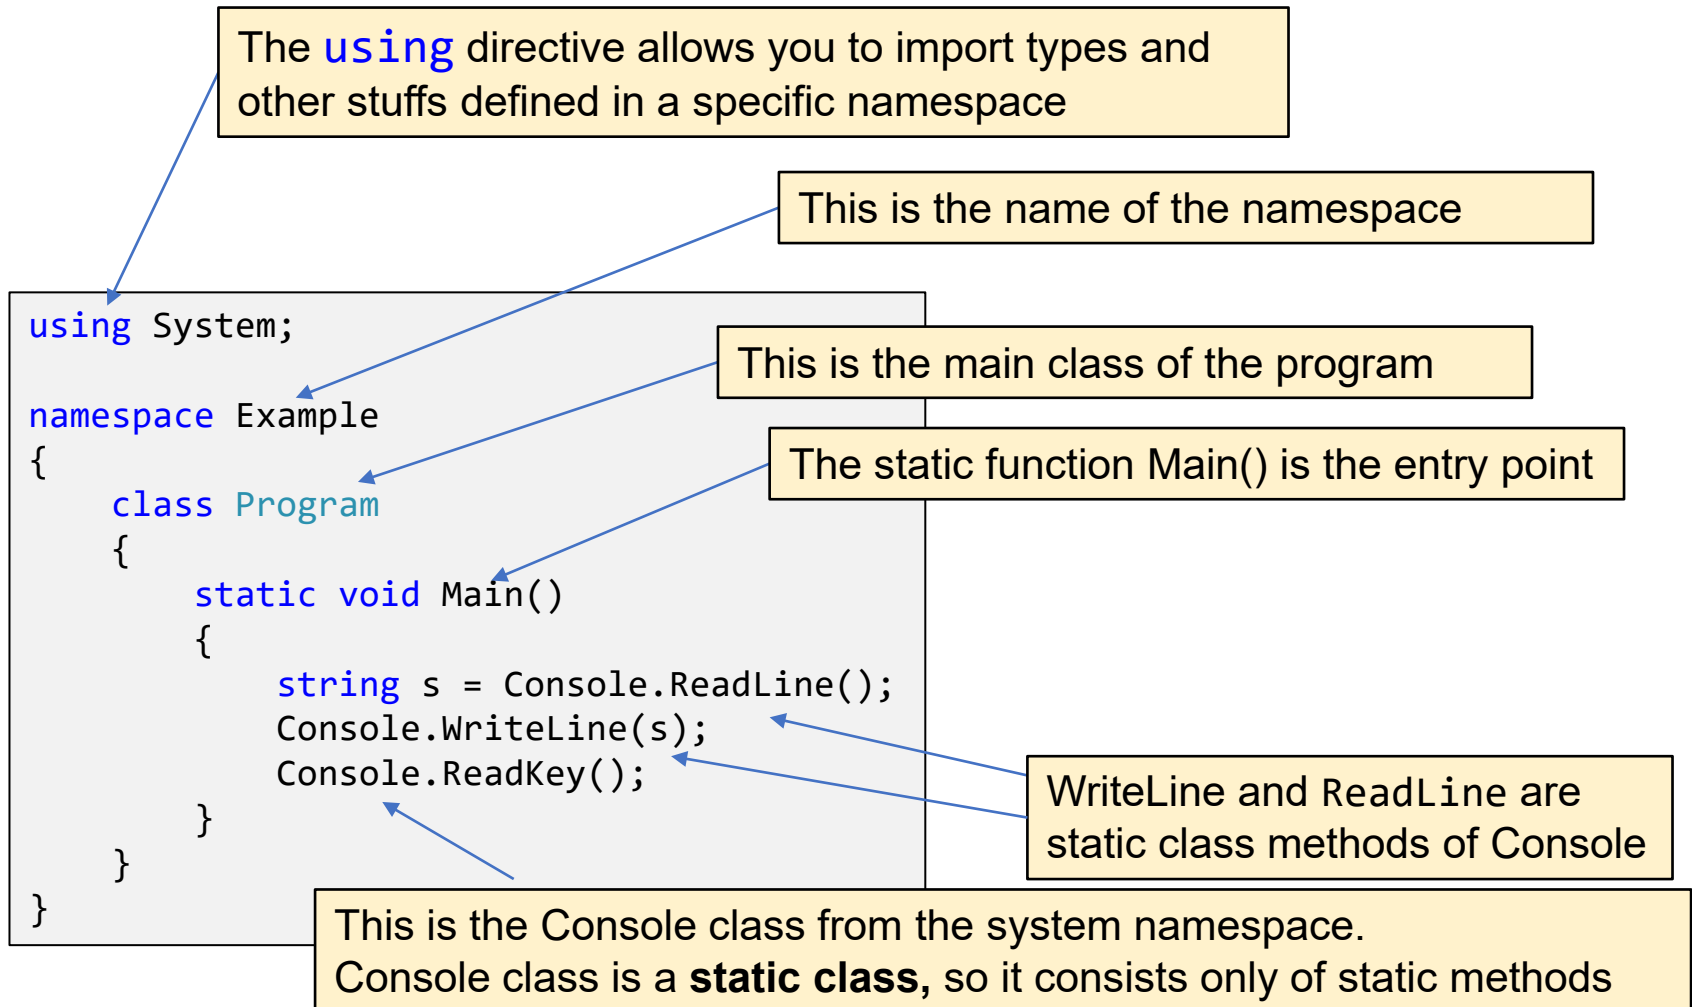 The using directive allows you to import types and
other stuffs defined in a specific namespace
This is the name of the namespace
using System;
This is the main class of the program
namespace Example
{
The static function Main() is the entry point
class Program
{
static void Main()
{
string s = Console.ReadLine();
Console.WriteLine(s);
Console.ReadKey();
}
WriteLine and ReadLine are
static class methods of Console
}
}
This is the Console class from the system namespace.
Console class is a static class, so it consists only of static methods